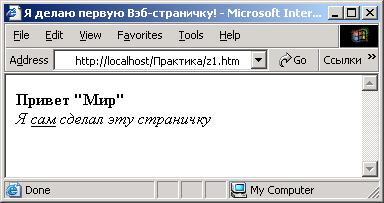 Я делаю первую Вэб-страничку! - Microsoft Inter...
File Edit View Favorites Tools Help
Address http://localhost/Практика/z1.htm Go Ссылки »
Привет "Мир"
Я сам сделал эту страничку
Done My Computer